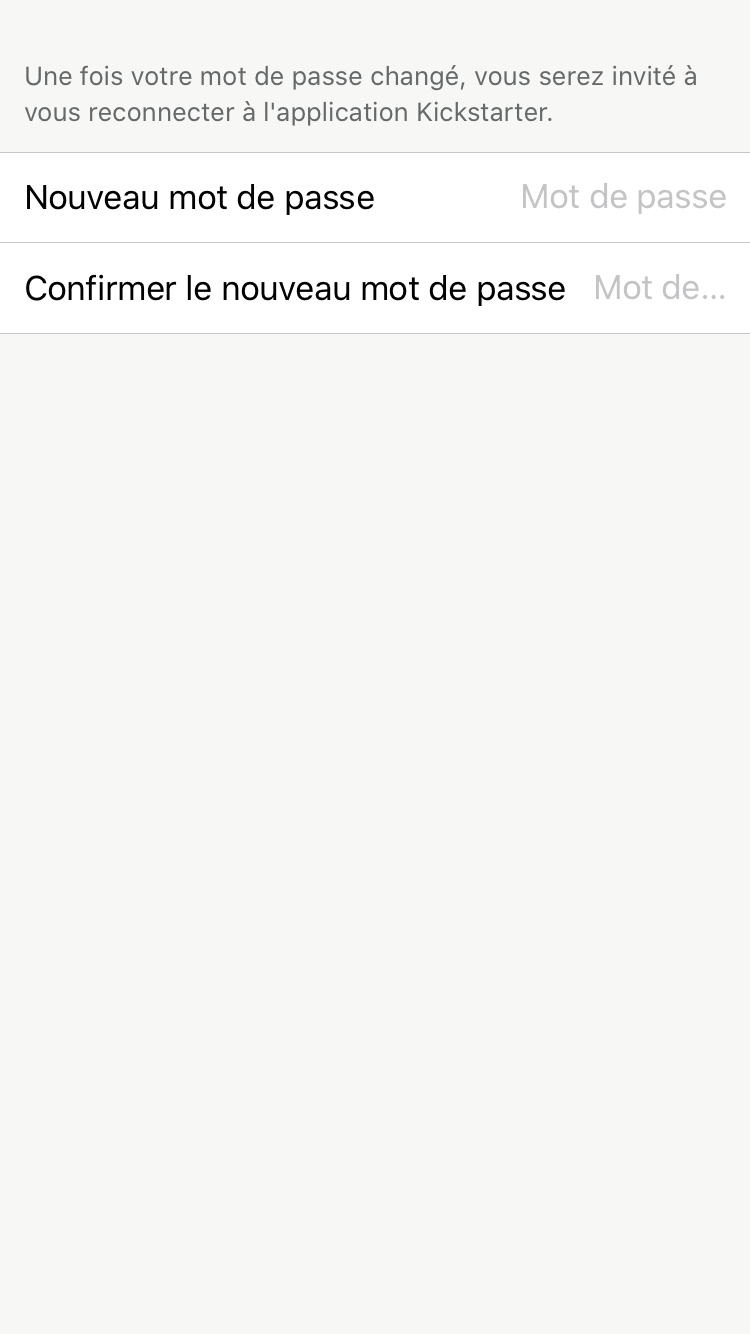 Une fois votre mot de passe changé, vous serez invité à
vous reconnecter à l'application Kickstarter.
Nouveau mot de passe Mot de passe
Confirmer le nouveau mot de passe Mot de...